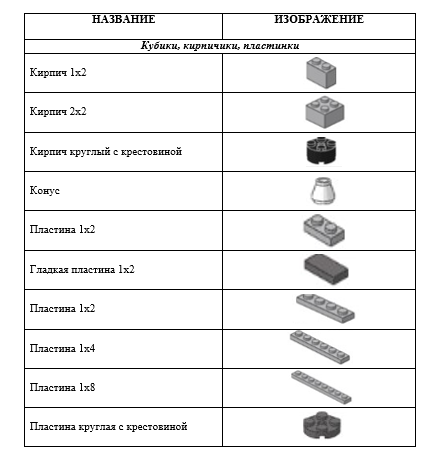 НАЗВАНИЕ ИЗОБРАЖЕНИЕ
Кубики, кирпичики, пластинки
Кирпич 1х2
Кирпич 2х2
Кирпич круглый с крестовиной
Конус
Пластина 1х2
Гладкая пластина 1х2
Пластина 1х2
Пластина 1х4
Пластина 1х8
Пластина круглая с крестовиной